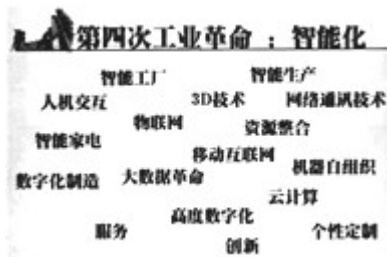 第四次工业革命 ：智能化
智能工厂 智能生产
人机交互 3D技术 网络通讯技术
物联网 资源整合
智能家电
移动互联网 机器自组织
数字化制造 大数据革命
云计算
高度数字化
服务 个性定制
创新